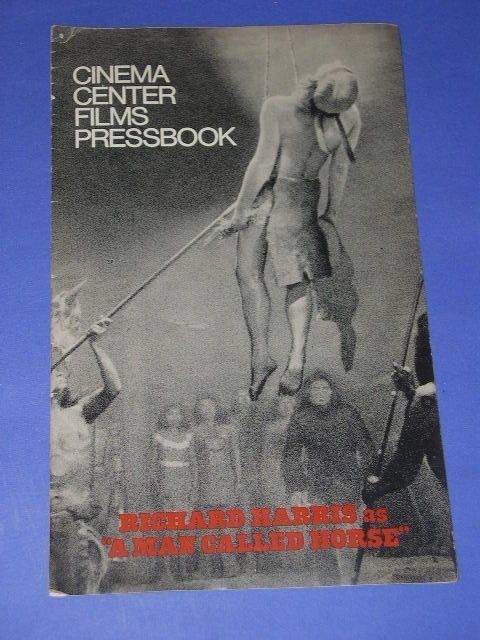 CINEMA
CENTER
FILMS
PRESSBOOK
RICHARD HARRIS as
"A MAN CALLED HORSE"